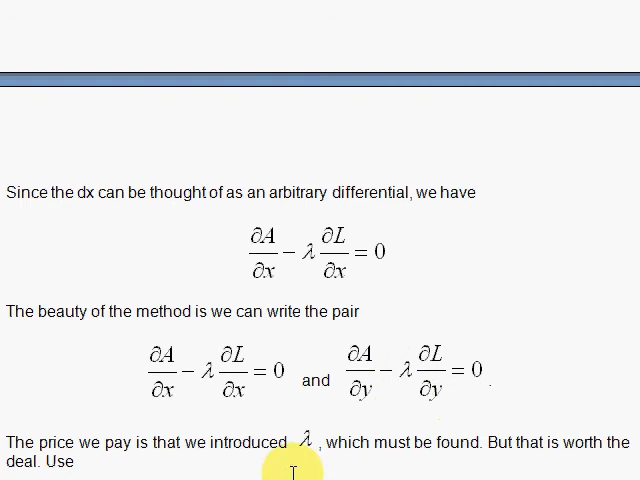 Since the dx can be thought of as an arbitrary differential, we have
∂A/∂x − λ ∂L/∂x = 0
The beauty of the method is we can write the pair
∂A/∂x − λ ∂L/∂x = 0 and ∂A/∂y − λ ∂L/∂y = 0 .
The price we pay is that we introduced λ , which must be found. But that is worth the
deal. Use